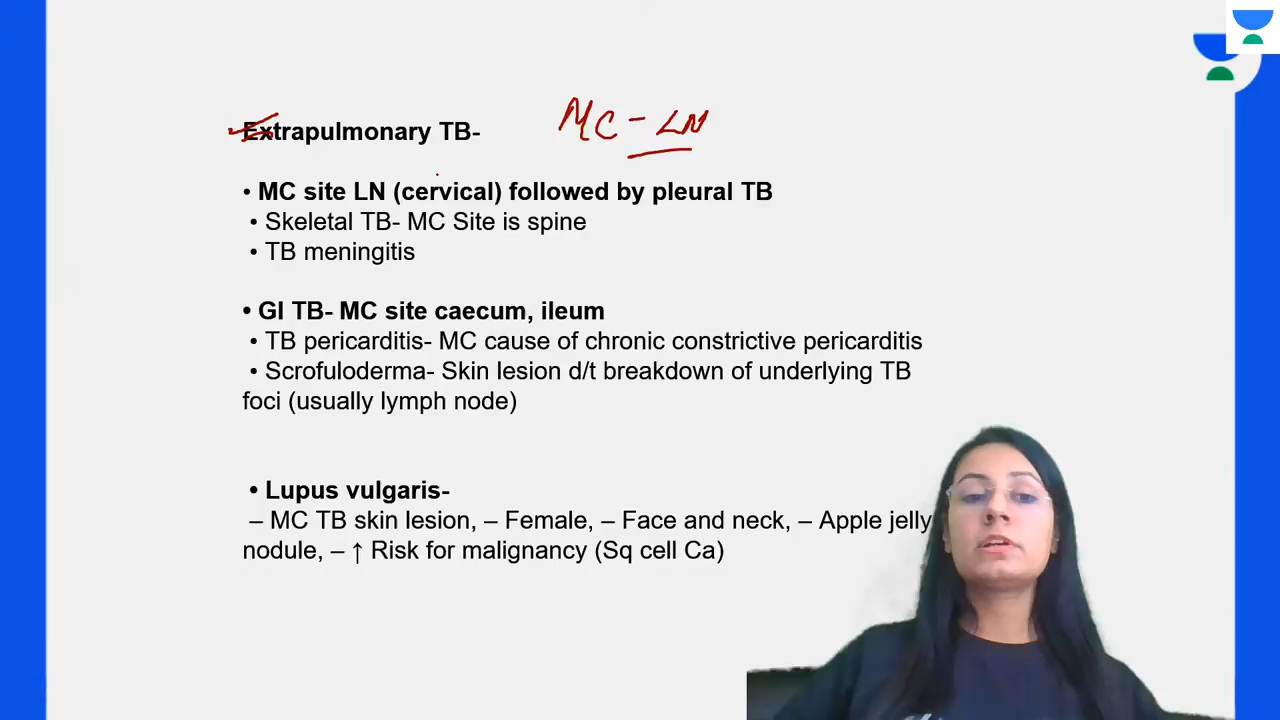 Extrapulmonary TB-
MC - LN
• MC site LN (cervical) followed by pleural TB
• Skeletal TB- MC Site is spine
• TB meningitis
• GI TB- MC site caecum, ileum
• TB pericarditis- MC cause of chronic constrictive pericarditis
• Scrofuloderma- Skin lesion d/t breakdown of underlying TB
foci (usually lymph node)
• Lupus vulgaris-
– MC TB skin lesion, – Female, – Face and neck, – Apple jelly
nodule, – ↑ Risk for malignancy (Sq cell Ca)